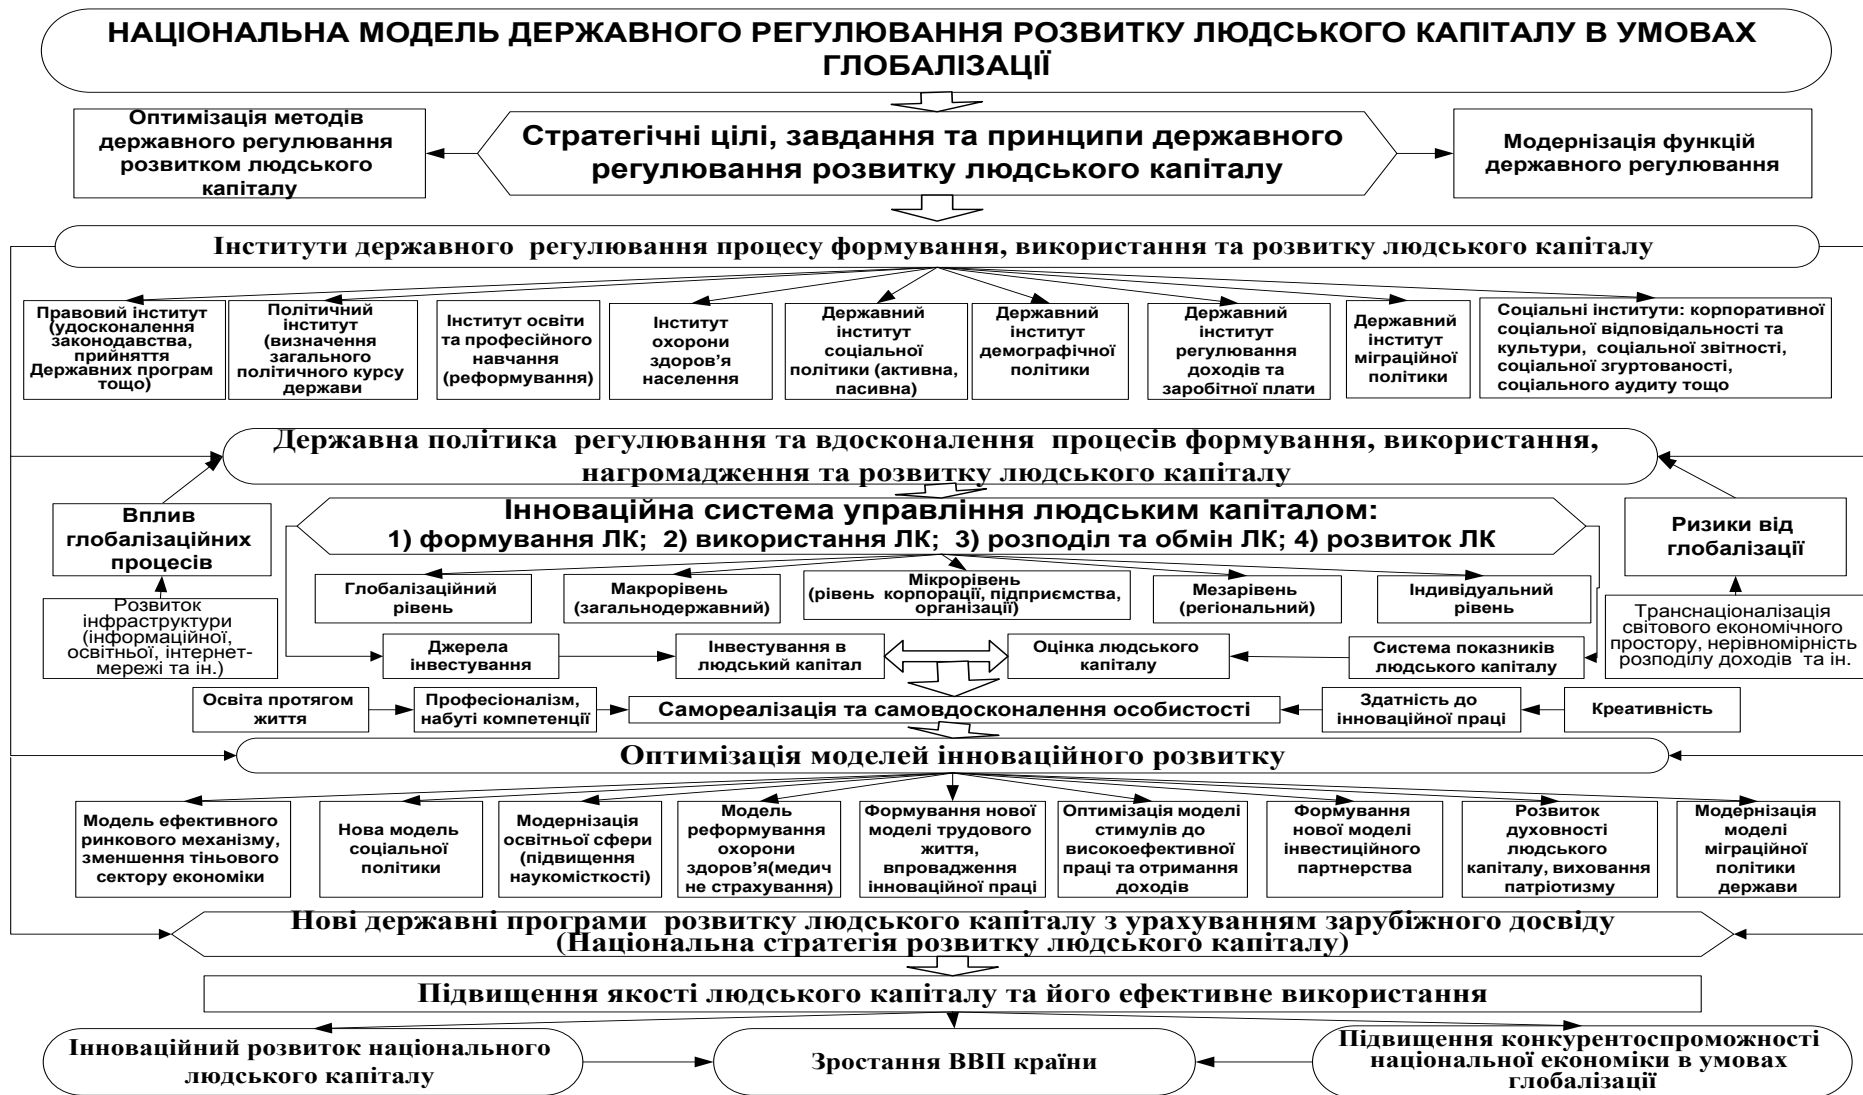 НАЦІОНАЛЬНА МОДЕЛЬ ДЕРЖАВНОГО РЕГУЛЮВАННЯ РОЗВИТКУ ЛЮДСЬКОГО КАПІТАЛУ В УМОВАХ
ГЛОБАЛІЗАЦІЇ
Оптимізація методів
державного регулювання
розвитком людського
капіталу
Стратегічні цілі, завдання та принципи державного
регулювання розвитку людського капіталу
Модернізація функцій
державного регулювання
Інститути державного регулювання процесу формування, використання та розвитку людського капіталу
Правовий інститут
(удосконалення
законодавства,
прийняття
Державних програм
тощо)
Політичний
інститут
(визначення
загального
політичного курсу
держави
Інститут освіти
та професійного
навчання
(реформування)
Інститут
охорони
здоров'я
населення
Державний
інститут
соціальної
політики (активна,
пасивна)
Державний
інститут
демографічної
політики
Державний
інститут
регулювання
доходів та
заробітної плати
Державний
інститут
міграційної
політики
Соціальні інститути: корпоративної
соціальної відповідальності та
культури, соціальної звітності,
соціальної згуртованості,
соціального аудиту тощо
Державна політика регулювання та вдосконалення процесів формування, використання,
нагромадження та розвитку людського капіталу
Вплив
глобалізаційних
процесів
Інноваційна система управління людським капіталом:
1) формування ЛК; 2) використання ЛК; 3) розподіл та обмін ЛК; 4) розвиток ЛК
Ризики від
глобалізації
Глобалізаційний
рівень
Макрорівень
(загальнодержавний)
Мікрорівень
(рівень корпорації, підприємства,
організації)
Мезарівень
(регіональний)
Індивідуальний
рівень
Розвиток
інфраструктури
(інформаційної,
освітньої, інтернет-
мережі та ін.)
Транснаціоналізація
світового економічного
простору, нерівномірність
розподілу доходів та ін.
Джерела
інвестування
Інвестування в
людський капітал
Оцінка людського
капіталу
Система показників
людського капіталу
Освіта протягом
життя
Професіоналізм,
набуті компетенції
Самореалізація та самовдосконалення особистості
Здатність до
інноваційної праці
Креативність
Оптимізація моделей інноваційного розвитку
Модель ефективного
ринкового механізму,
зменшення тіньового
сектору економіки
Нова модель
соціальної
політики
Модернізація
освітньої сфери
(підвищення
наукомісткості)
Модель
реформування
охорони
здоров'я(медич
не страхування)
Формування нової
моделі трудового
життя,
впровадження
інноваційної праці
Оптимізація моделі
стимулів до
високоефективної
праці та отримання
доходів
Формування
нової моделі
інвестиційного
партнерства
Розвиток
духовності
людського
капіталу, виховання
патріотизму
Модернізація
моделі
міграційної
політики
держави
Нові державні програми розвитку людського капіталу з урахуванням зарубіжного досвіду
(Національна стратегія розвитку людського капіталу)
Підвищення якості людського капіталу та його ефективне використання
Інноваційний розвиток національного
людського капіталу
Зростання ВВП країни
Підвищення конкурентоспроможності
національної економіки в умовах
глобалізації